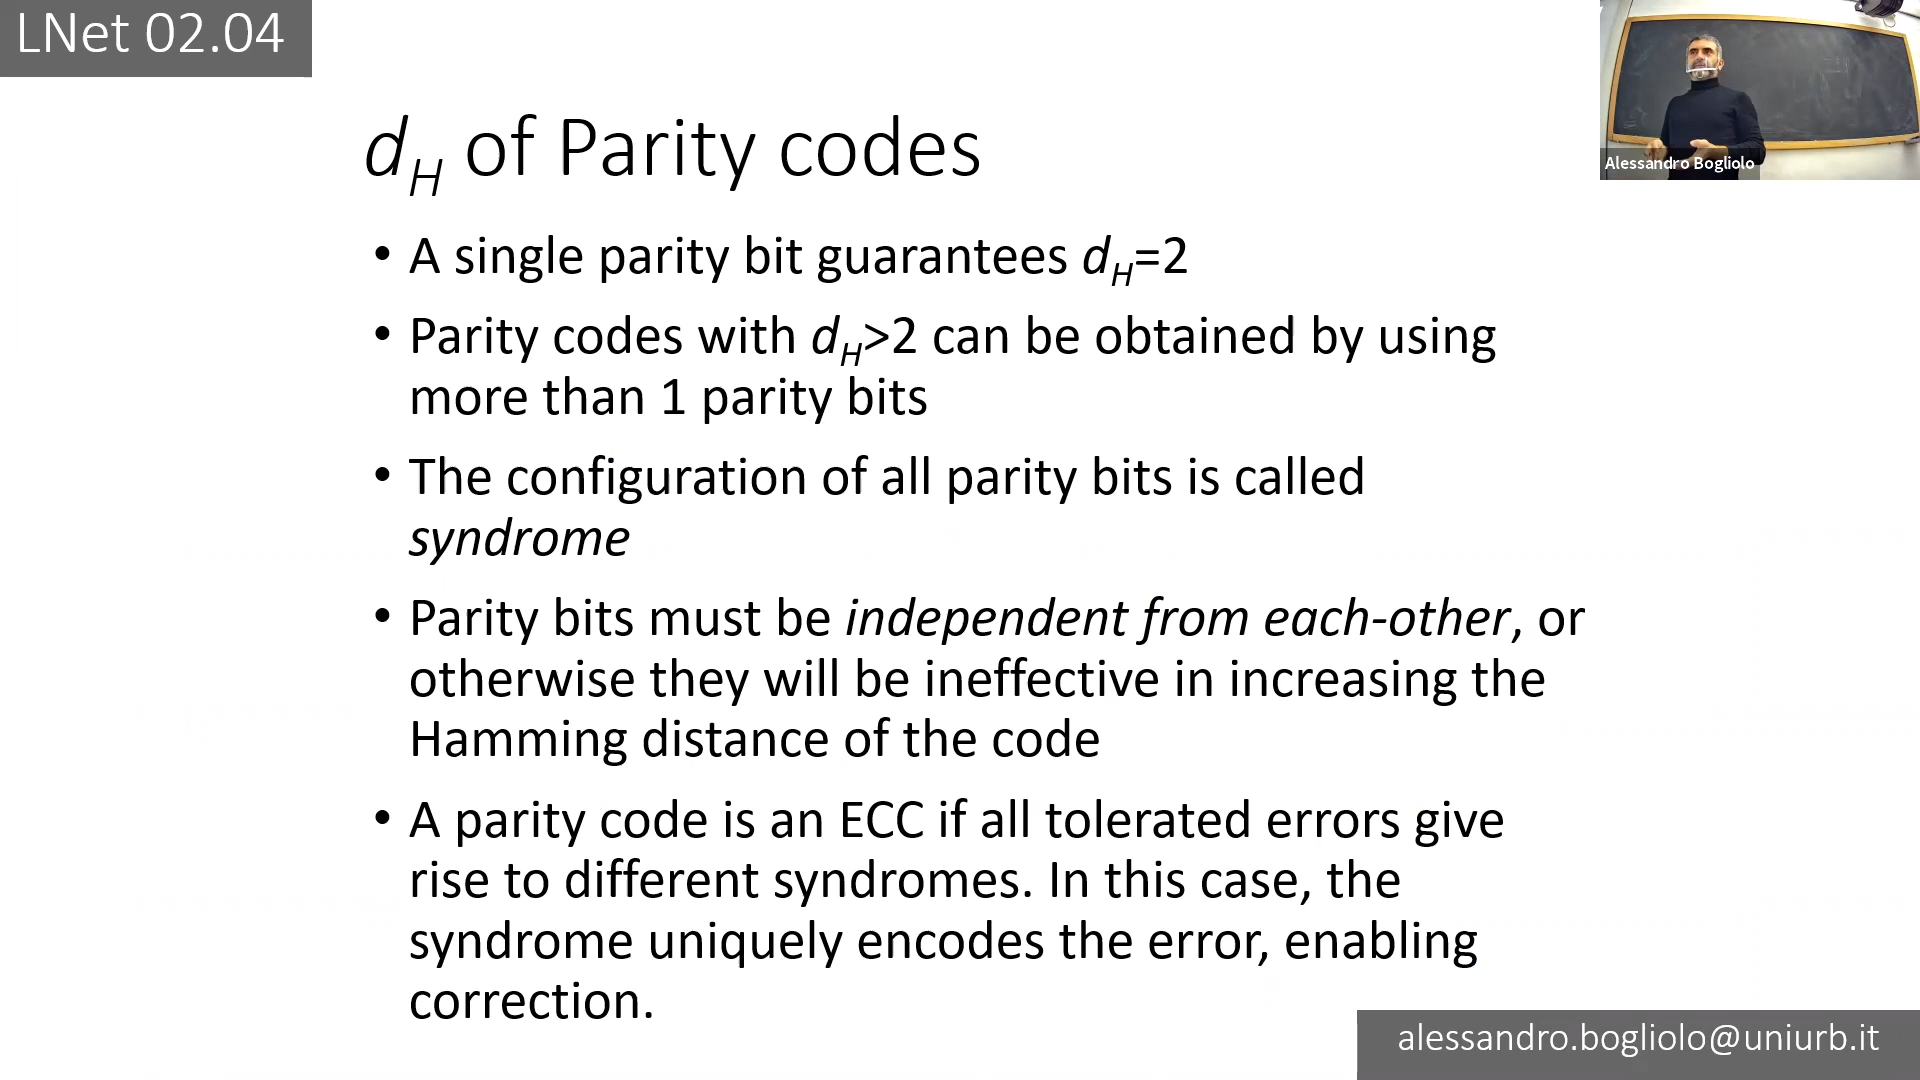 LNet 02.04
Alessandro Bogliolo
d_H of Parity codes
• A single parity bit guarantees d_H=2
• Parity codes with d_H>2 can be obtained by using
more than 1 parity bits
• The configuration of all parity bits is called
syndrome
• Parity bits must be independent from each-other, or
otherwise they will be ineffective in increasing the
Hamming distance of the code
• A parity code is an ECC if all tolerated errors give
rise to different syndromes. In this case, the
syndrome uniquely encodes the error, enabling
correction.
alessandro.bogliolo@uniurb.it